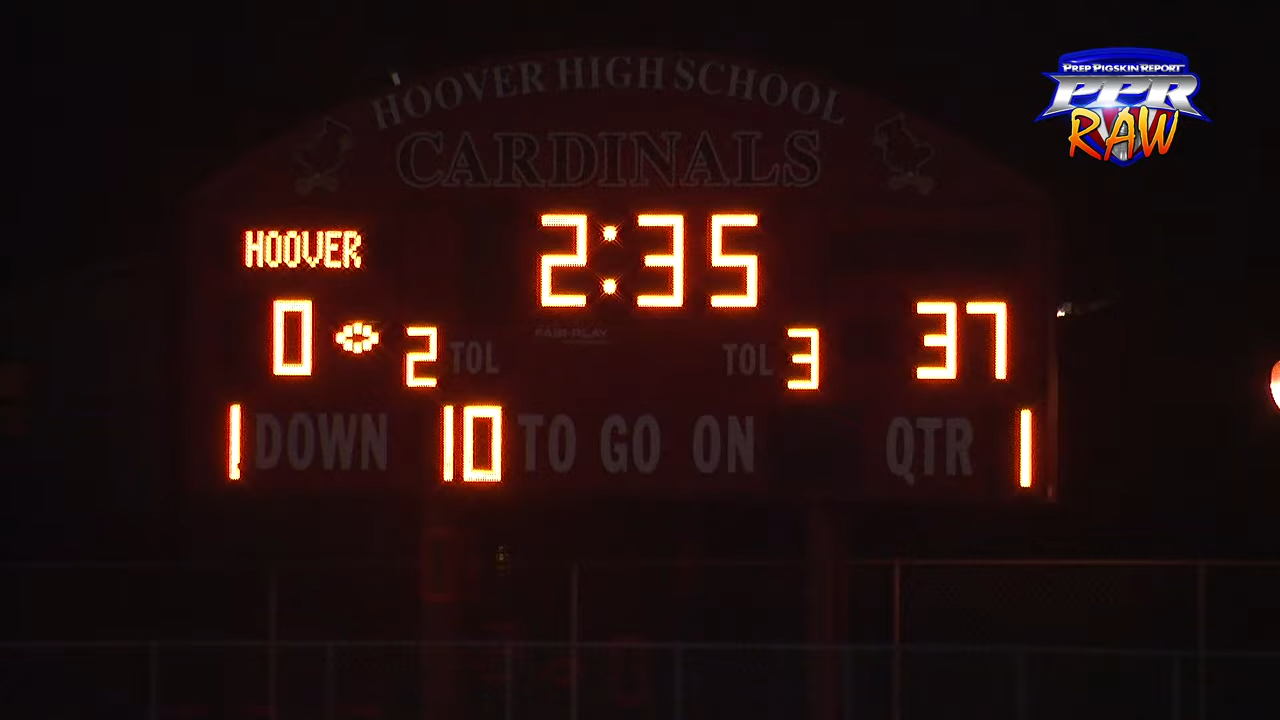 PREP PIGSKIN REPORT
PPR
RAW
HOOVER HIGH SCHOOL
CARDINALS
HOOVER
2:35
0 2 TOL
FAIR-PLAY
TOL 3
37
1 DOWN 10 TO GO ON QTR 1